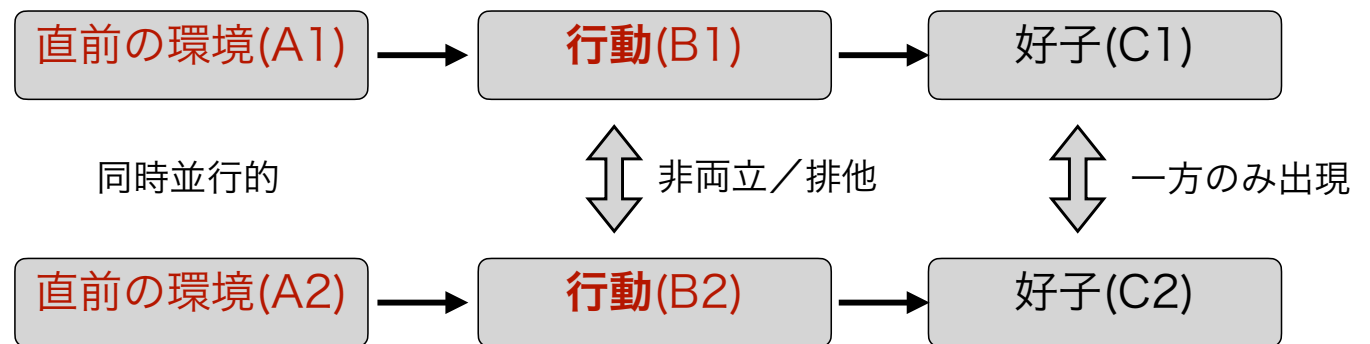 直前の環境(A1)
行動(B1)
好子(C1)
同時並行的
非両立／排他
一方のみ出現
直前の環境(A2)
行動(B2)
好子(C2)